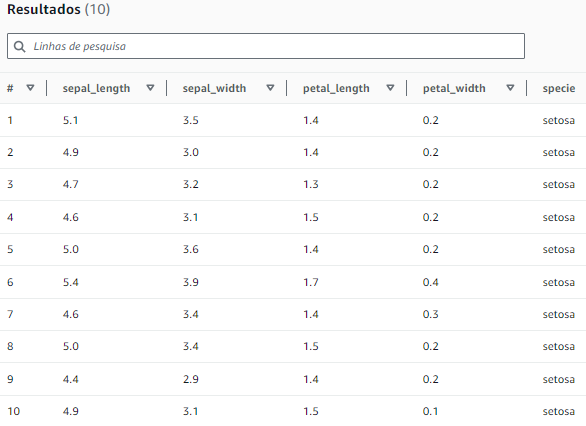 Resultados (10)
Linhas de pesquisa
# sepal_length sepal_width petal_length petal_width specie
1 5.1 3.5 1.4 0.2 setosa
2 4.9 3.0 1.4 0.2 setosa
3 4.7 3.2 1.3 0.2 setosa
4 4.6 3.1 1.5 0.2 setosa
5 5.0 3.6 1.4 0.2 setosa
6 5.4 3.9 1.7 0.4 setosa
7 4.6 3.4 1.4 0.3 setosa
8 5.0 3.4 1.5 0.2 setosa
9 4.4 2.9 1.4 0.2 setosa
10 4.9 3.1 1.5 0.1 setosa